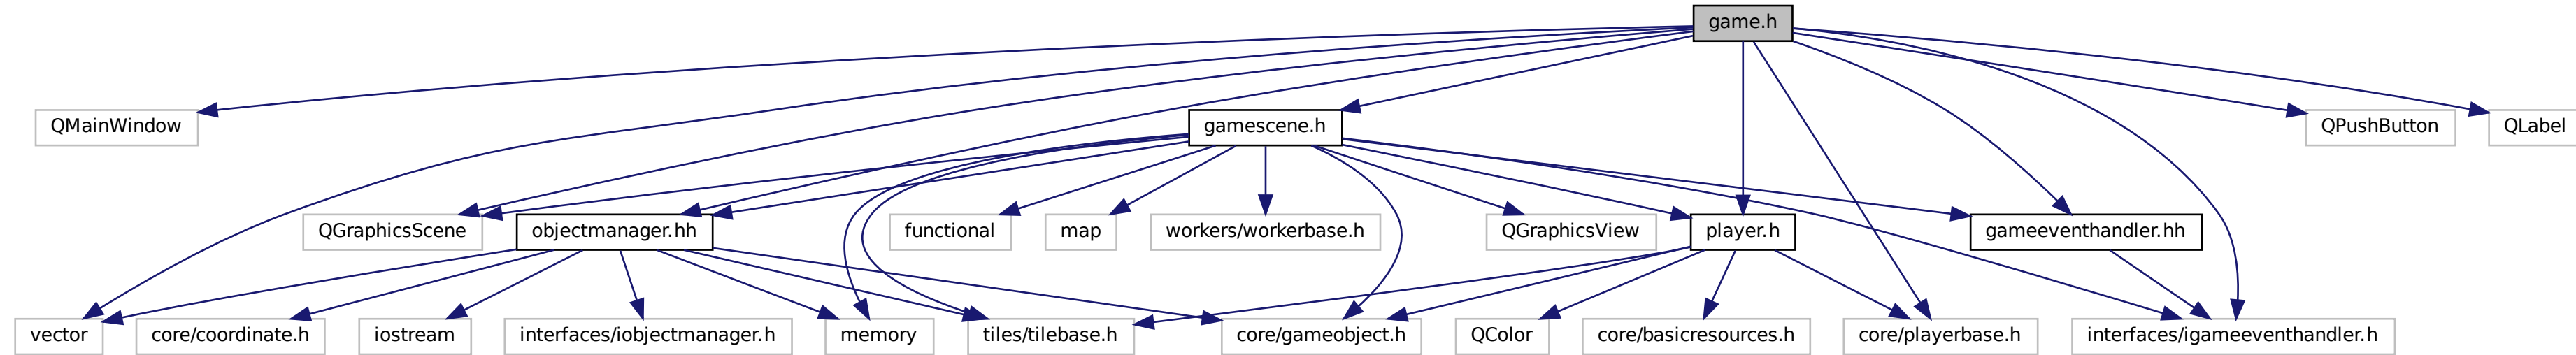 game.h
QMainWindow
gamescene.h
QPushButton
QLabel
QGraphicsScene
objectmanager.hh
functional
map
workers/workerbase.h
QGraphicsView
player.h
gameeventhandler.hh
vector
core/coordinate.h
iostream
interfaces/iobjectmanager.h
memory
tiles/tilebase.h
core/gameobject.h
QColor
core/basicresources.h
core/playerbase.h
interfaces/igameeventhandler.h